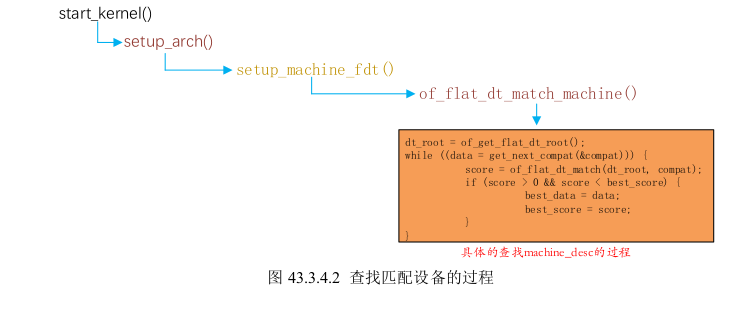 start_kernel()
setup_arch()
setup_machine_fdt()
of_flat_dt_match_machine()
dt_root = of_get_flat_dt_root();
while ((data = get_next_compat(&compat))) {
score = of_flat_dt_match(dt_root, compat);
if (score > 0 && score < best_score) {
best_data = data;
best_score = score;
}
}
具体的查找machine_desc的过程
图 43.3.4.2 查找匹配设备的过程